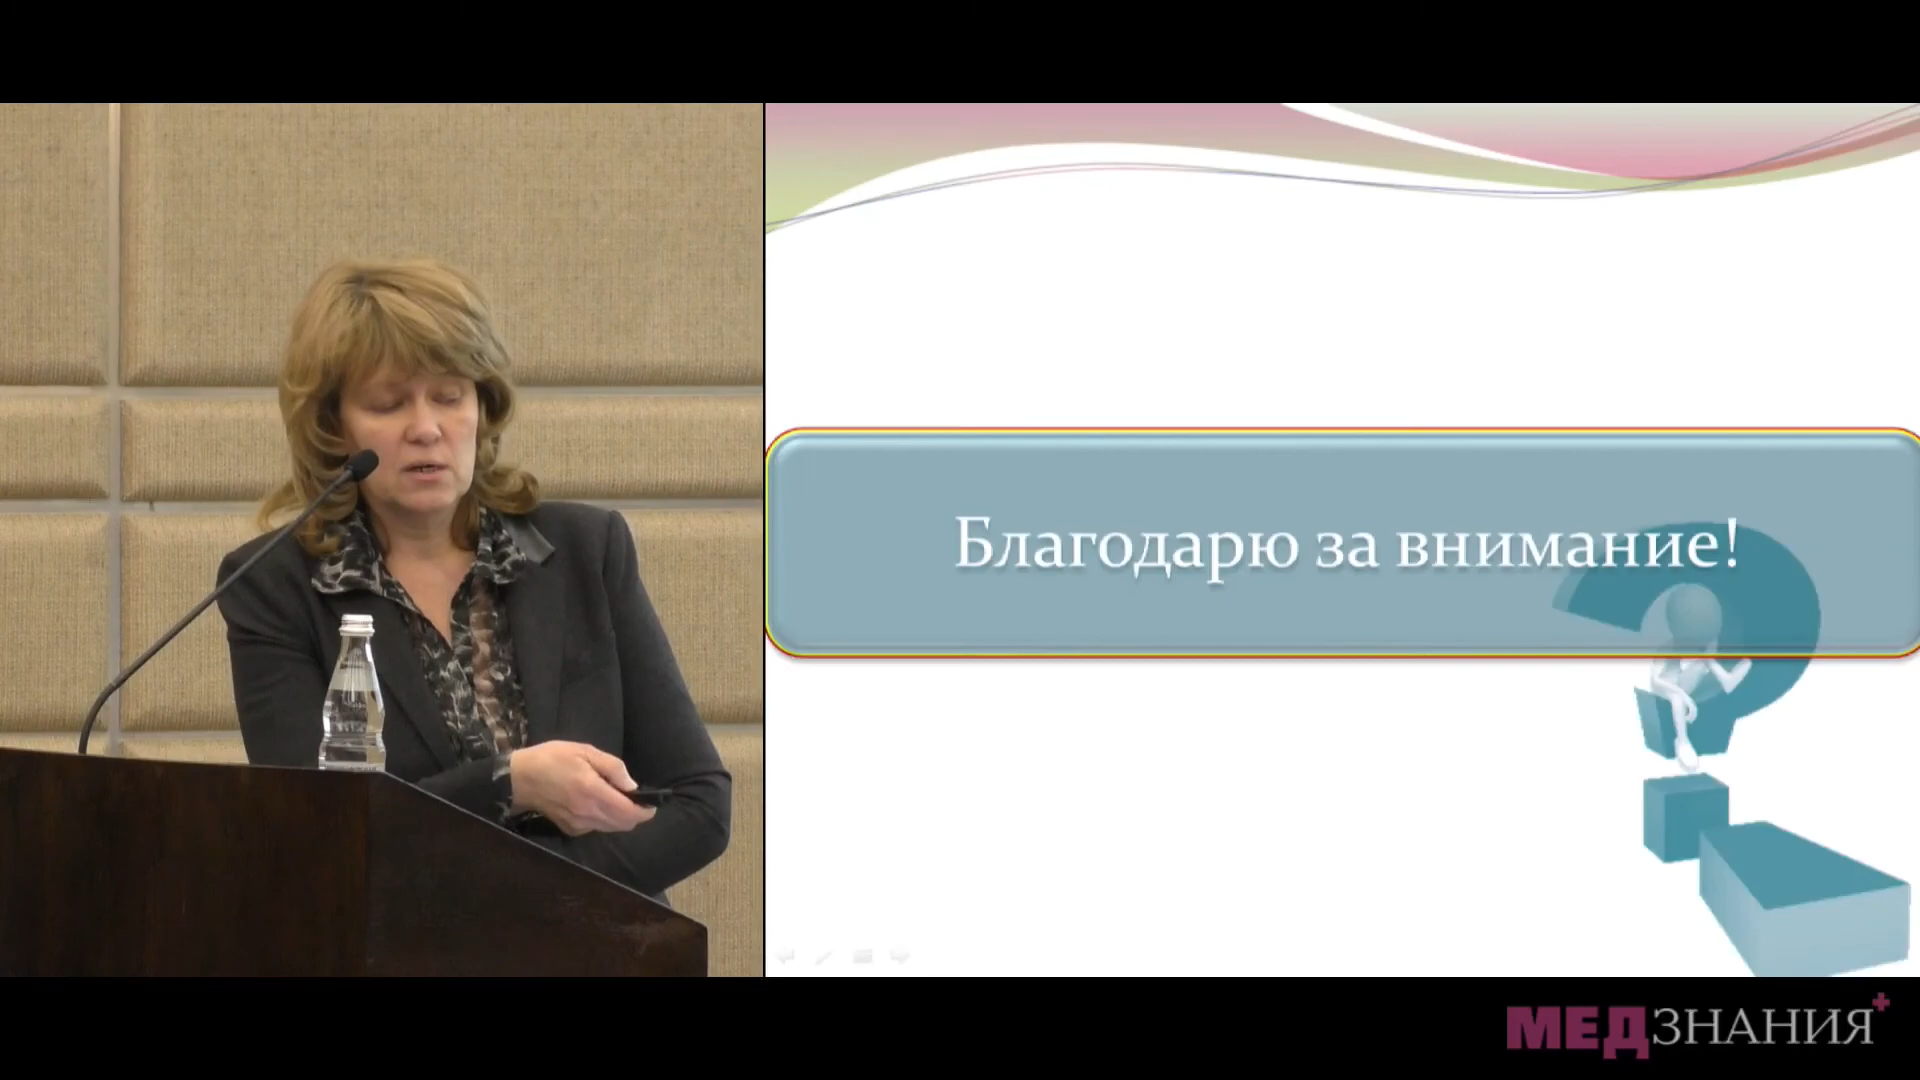 Благодарю за внимание!
МЕДЗНАНИЯ+